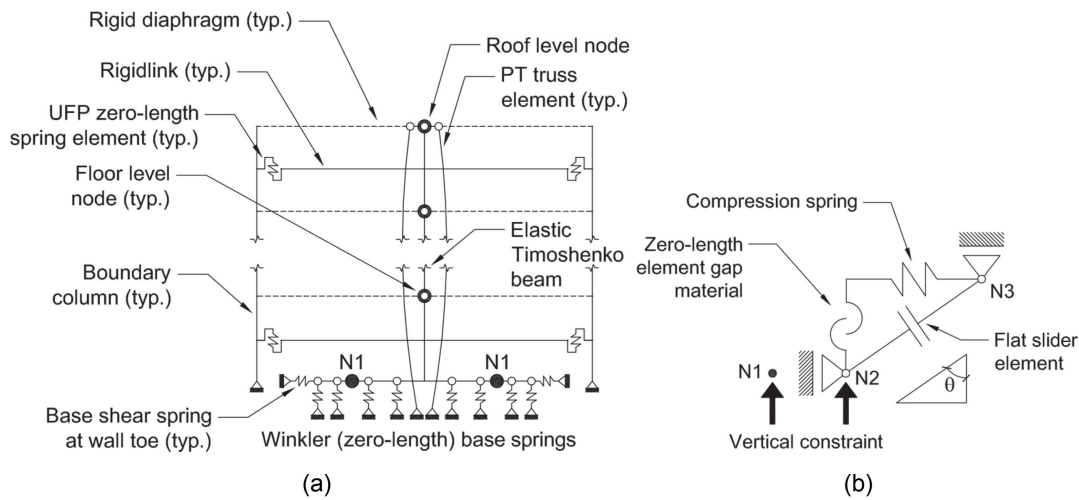 Rigid diaphragm (typ.)
Roof level node
Rigidlink (typ.)
PT truss
element (typ.)
UFP zero-length
spring element (typ.)
Floor level
node (typ.)
Elastic
Timoshenko
beam
Boundary
column (typ.)
N1
N1
Base shear spring
at wall toe (typ.)
Winkler (zero-length) base springs
(a)
Compression spring
Zero-length
element gap
material
N3
Flat slider
element
N1
N2
θ
Vertical constraint
(b)